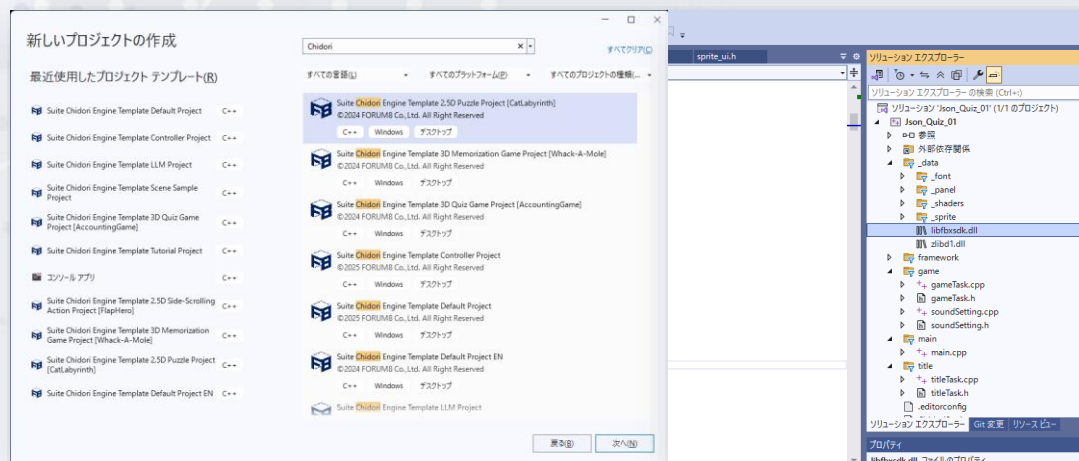 新しいプロジェクトの作成
最近使用したプロジェクト テンプレート(R)
Suite Chidori Engine Template Default Project C++
Suite Chidori Engine Template Controller Project C++
Suite Chidori Engine Template LLM Project C++
Suite Chidori Engine Template Scene Sample
Project
C++
Suite Chidori Engine Template 3D Quiz Game
Project [AccountingGame]
C++
Suite Chidori Engine Template Tutorial Project C++
コンソール アプリ C++
Suite Chidori Engine Template 2.5D Side-Scrolling
Action Project [FlapHero]
C++
Suite Chidori Engine Template 3D Memorization
Game Project [Whack-A-Mole]
C++
Suite Chidori Engine Template 2.5D Puzzle Project
[CatLabyrinth]
C++
Suite Chidori Engine Template Default Project EN C++
Chidori
すべてクリア(C)
すべての言語(L) すべてのプラットフォーム(P) すべてのプロジェクトの種類(...
Suite Chidori Engine Template 2.5D Puzzle Project [CatLabyrinth]
©2024 FORUM8 Co., Ltd. All Right Reserved
C++ Windows デスクトップ
Suite Chidori Engine Template 3D Memorization Game Project [Whack-A-Mole]
©2024 FORUM8 Co., Ltd. All Right Reserved
C++ Windows デスクトップ
Suite Chidori Engine Template 3D Quiz Game Project [AccountingGame]
©2024 FORUM8 Co., Ltd. All Right Reserved
C++ Windows デスクトップ
Suite Chidori Engine Template Controller Project
©2025 FORUM8 Co., Ltd. All Right Reserved
C++ Windows デスクトップ
Suite Chidori Engine Template Default Project
©2025 FORUM8 Co., Ltd. All Right Reserved
C++ Windows デスクトップ
Suite Chidori Engine Template Default Project EN
©2024 FORUM8 Co., Ltd. All Right Reserved
C++ Windows デスクトップ
Suite Chidori Engine Template LLM Project
戻る(B) 次へ(N)
sprite_ui.h
ソリューション エクスプローラー
ソリューション エクスプローラー の検索 (Ctrl+;)
ソリューション 'Json_Quiz_01' (1/1 のプロジェクト)
Json_Quiz_01
参照
外部依存関係
_data
_font
_panel
_shaders
_sprite
libfbxsdk.dll
zlibd1.dll
framework
game
gameTask.cpp
gameTask.h
soundSetting.cpp
soundSetting.h
main
main.cpp
title
titleTask.cpp
titleTask.h
.editorconfig
ソリューション エクスプローラー Git 変更 リソース ビュー
プロパティ
libfbxsdk.dll ファイルのプロパティ